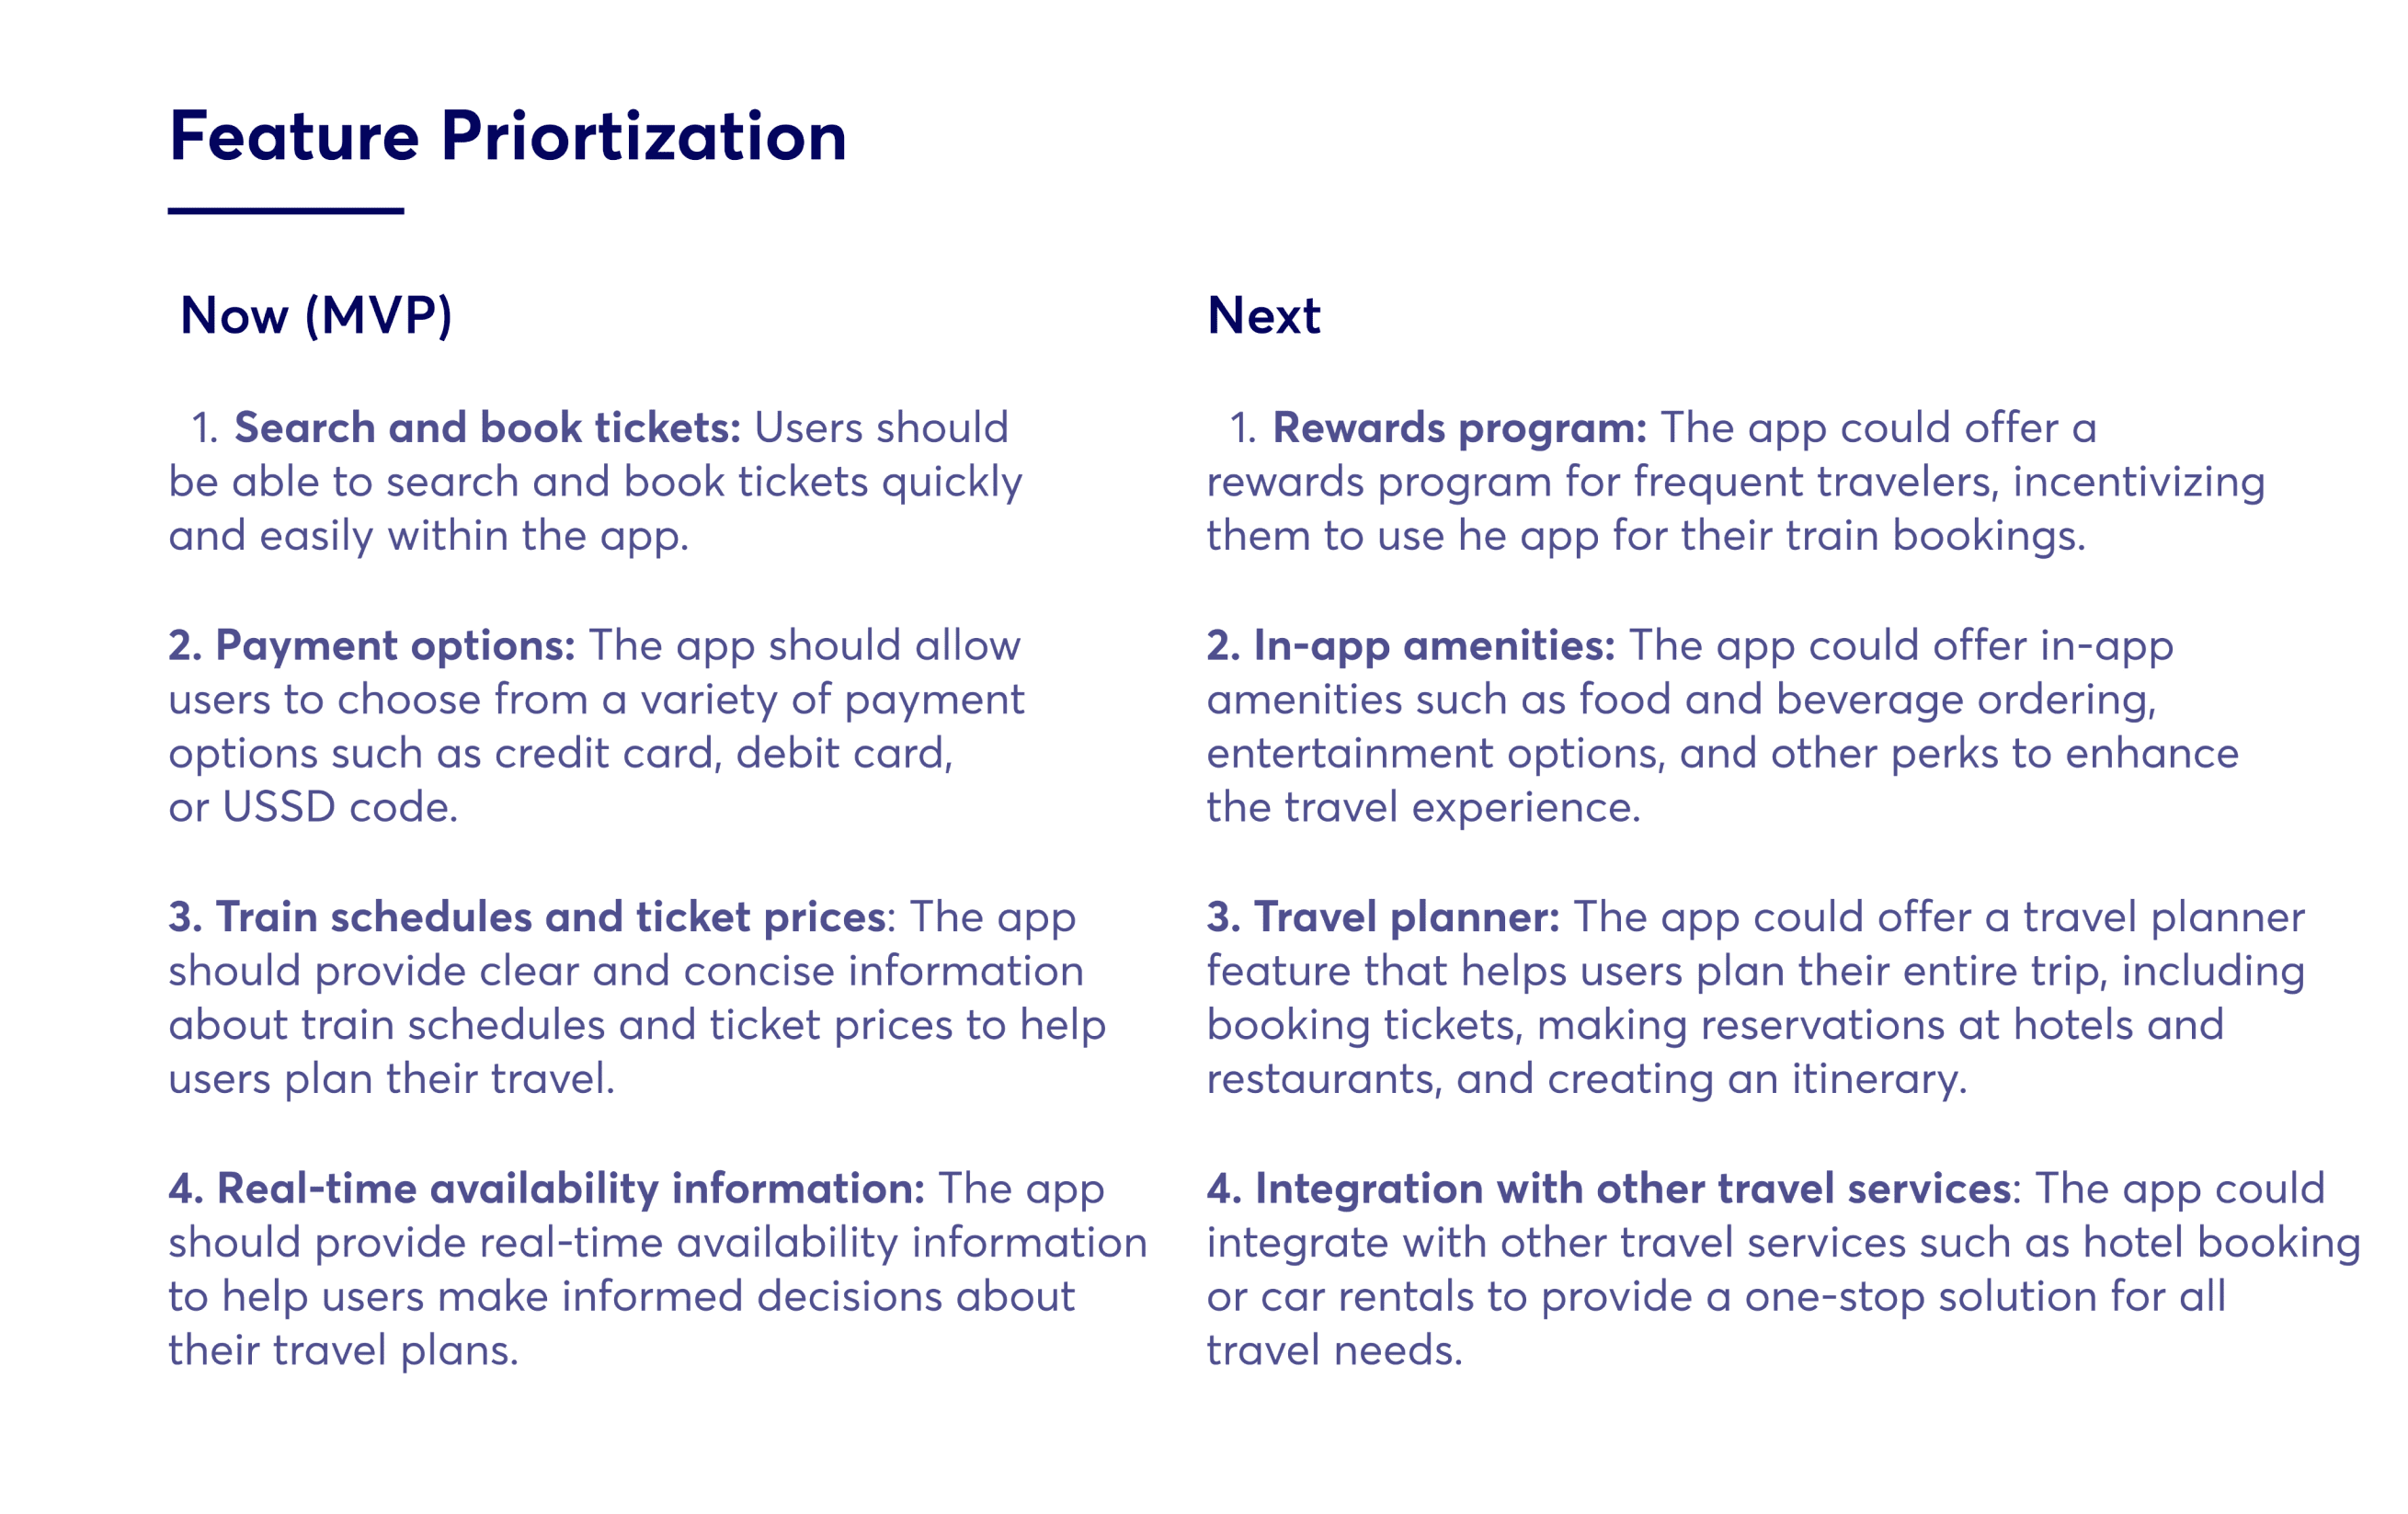 Feature Priortization
Now (MVP)
1. Search and book tickets: Users should
be able to search and book tickets quickly
and easily within the app.
2. Payment options: The app should allow
users to choose from a variety of payment
options such as credit card, debit card,
or USSD code.
3. Train schedules and ticket prices: The app
should provide clear and concise information
about train schedules and ticket prices to help
users plan their travel.
4. Real-time availability information: The app
should provide real-time availability information
to help users make informed decisions about
their travel plans.
Next
1. Rewards program: The app could offer a
rewards program for frequent travelers, incentivizing
them to use he app for their train bookings.
2. In-app amenities: The app could offer in-app
amenities such as food and beverage ordering,
entertainment options, and other perks to enhance
the travel experience.
3. Travel planner: The app could offer a travel planner
feature that helps users plan their entire trip, including
booking tickets, making reservations at hotels and
restaurants, and creating an itinerary.
4. Integration with other travel services: The app could
integrate with other travel services such as hotel booking
or car rentals to provide a one-stop solution for all
travel needs.